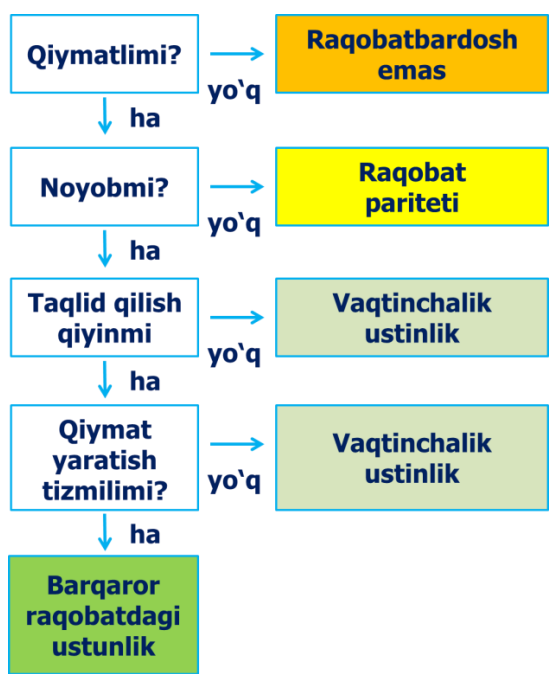 Qiymatlimi?
yo‘q
Raqobatbardosh
emas
ha
Noyobmi?
yo‘q
Raqobat
pariteti
ha
Taqlid qilish
qiyinmi
yo‘q
Vaqtinchalik
ustinlik
ha
Qiymat
yaratish
tizmilimi?
yo‘q
Vaqtinchalik
ustinlik
ha
Barqaror
raqobatdagi
ustunlik